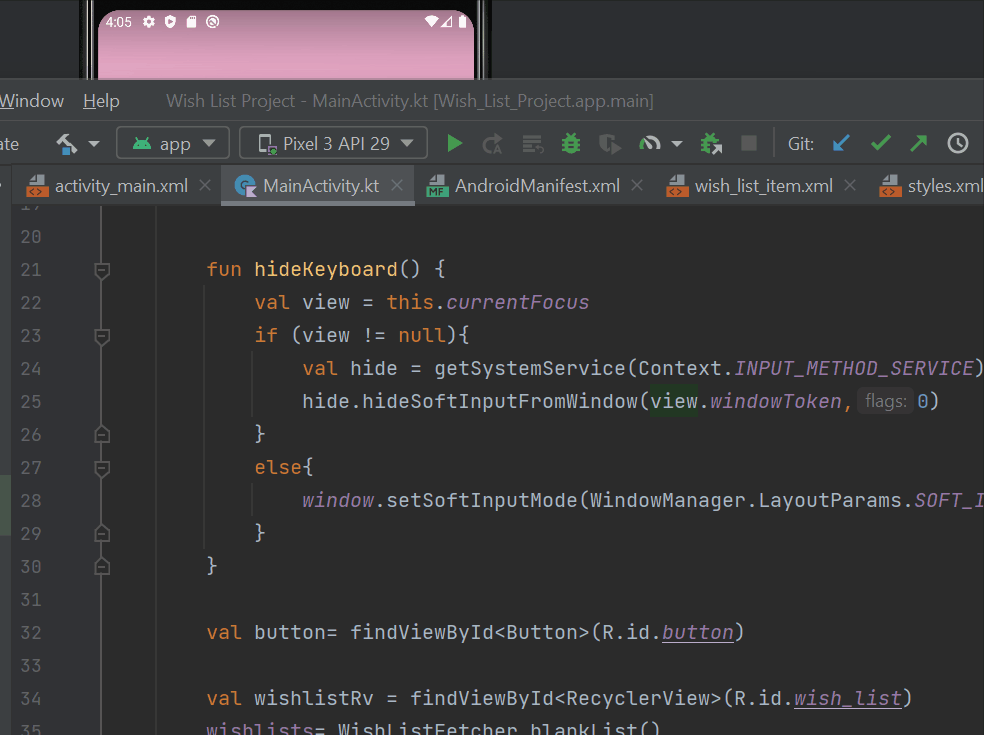 4:05
Window Help Wish List Project - MainActivity.kt [Wish_List_Project.app.main]
ate app Pixel 3 API 29 Git:
activity_main.xml MainActivity.kt MF AndroidManifest.xml wish_list_item.xml styles.xml
20
21 fun hideKeyboard() {
22 val view = this.currentFocus
23 if (view != null){
24 val hide = getSystemService(Context.INPUT_METHOD_SERVICE)
25 hide.hideSoftInputFromWindow(view.windowToken, flags: 0)
26 }
27 else{
28 window.setSoftInputMode(WindowManager.LayoutParams.SOFT_I
29 }
30 }
31
32 val button= findViewById<Button>(R.id.button)
33
34 val wishlistRv = findViewById<RecyclerView>(R.id.wish_list)
35 wishlists= WishListFetcher.blankList()